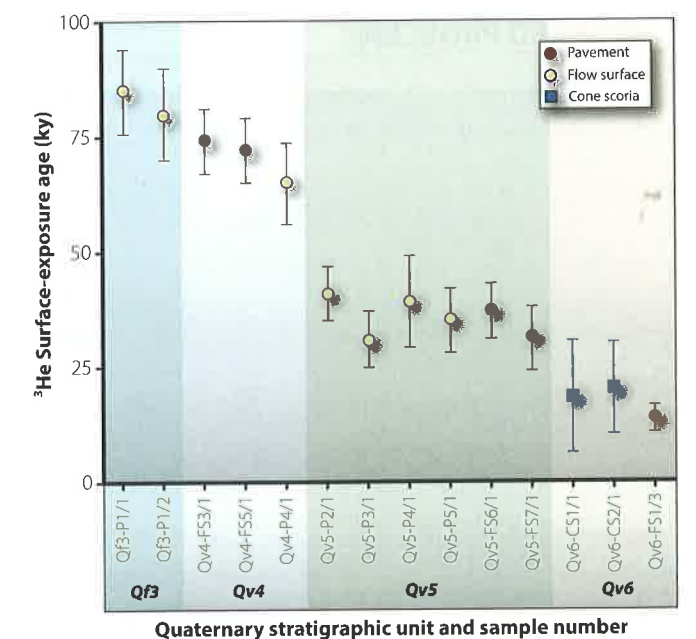 100
75
50
25
0
³He Surface-exposure age (ky)
Pavement
Flow surface
Cone scoria
Qf3-P1/1
Qf3-P1/2
Qv4-FS3/1
Qv4-FS5/1
Qv4-P4/1
Qv5-P2/1
Qv5-P3/1
Qv5-P4/1
Qv5-P5/1
Qv5-FS6/1
Qv5-FS7/1
Qv6-CS1/1
Qv6-CS2/1
Qv6-FS1/3
Qf3
Qv4
Qv5
Qv6
Quaternary stratigraphic unit and sample number